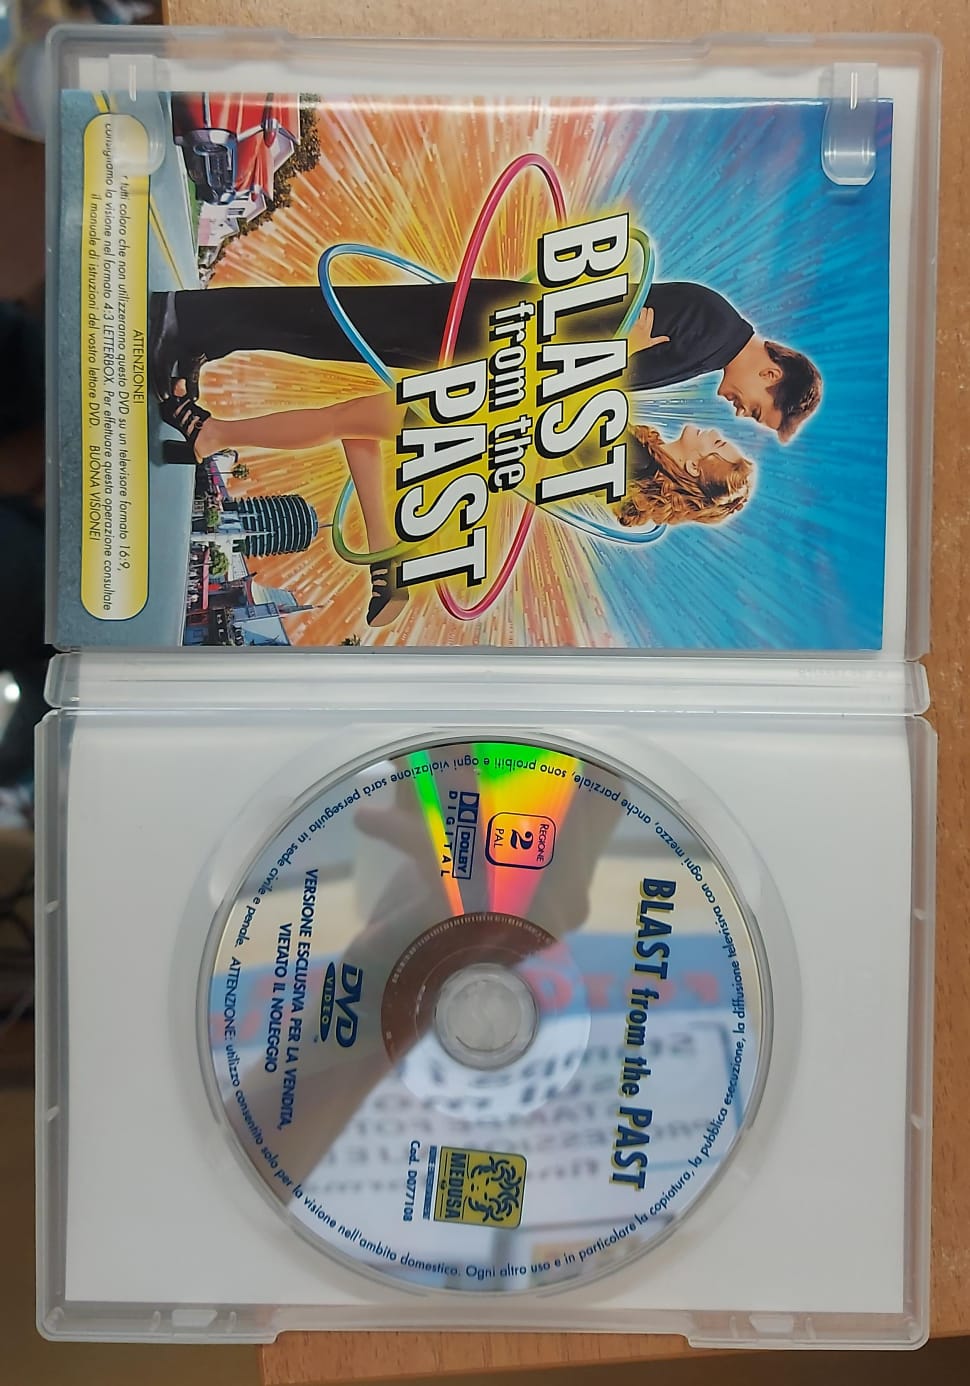 BLAST
from the
PAST
ATTENZIONE!
tutti coloro che non utilizzeranno questo DVD su un televisore formato 16:9,
consigliamo la visione nel formato 4:3 LETTERBOX. Per effettuare questa operazione consultate
il manuale di istruzioni del vostro lettore DVD. BUONA VISIONE!
BLAST from the PAST
REGIONE
2
PAL
DOLBY
DIGITAL
MEDUSA
Cod. D077108
DVD
VIDEO
VERSIONE ESCLUSIVA PER LA VENDITA,
VIETATO IL NOLEGGIO
ATTENZIONE: utilizzo consentito solo per la visione nell'ambito domestico. Ogni altro uso e in particolare la copiatura, la pubblica esecuzione, la diffusione televisiva con ogni mezzo, anche parziale, sono proibiti e ogni violazione sarà perseguita in sede civile e penale.